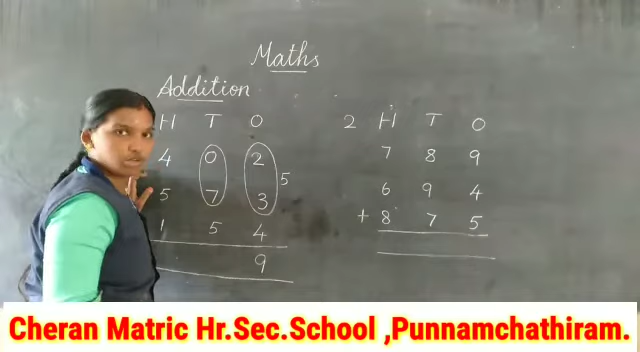 Maths
Addition
H T O
4 0 2
5 7 3 5
1 5 4
9
2 H T O
7 8 9
6 9 4
+ 8 7 5
Cheran Matric Hr.Sec.School ,Punnamchathiram.